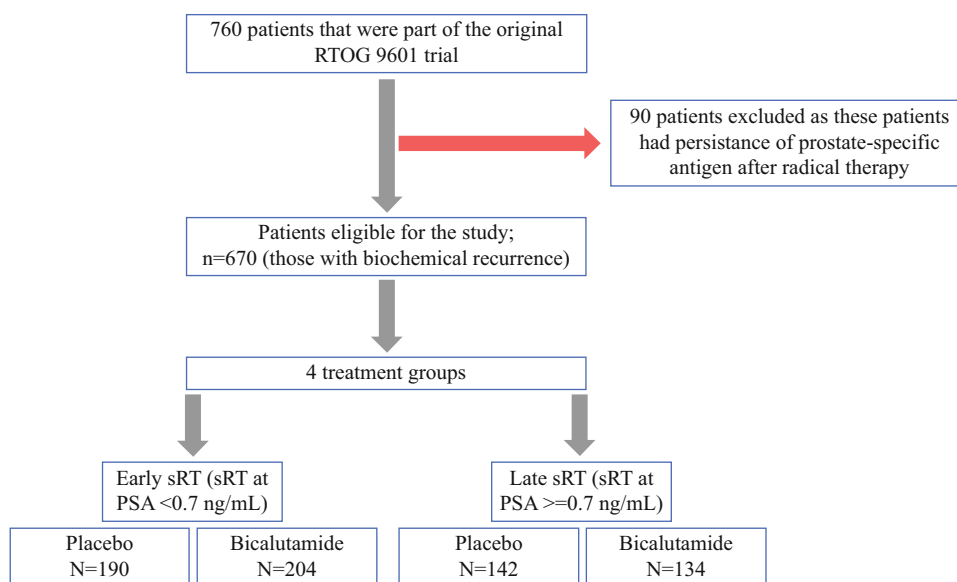 760 patients that were part of the original
RTOG 9601 trial
90 patients excluded as these patients
had persistance of prostate-specific
antigen after radical therapy
Patients eligible for the study;
n=670 (those with biochemical recurrence)
4 treatment groups
Early sRT (sRT at
PSA <0.7 ng/mL)
Late sRT (sRT at
PSA >=0.7 ng/mL)
Placebo
N=190
Bicalutamide
N=204
Placebo
N=142
Bicalutamide
N=134